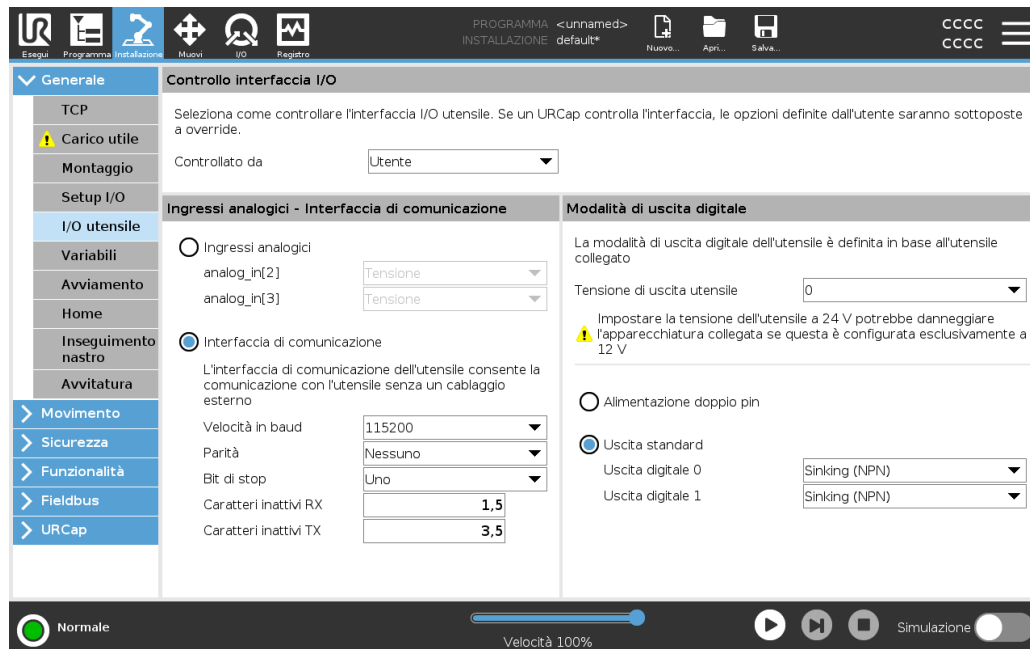 PROGRAMMA <unnamed>
INSTALLAZIONE default*
cccc
cccc
Esegui Programma Installazione Muovi I/O Registro Nuovo... Apri... Salva...
Generale
TCP
Carico utile
Montaggio
Setup I/O
I/O utensile
Variabili
Avviamento
Home
Inseguimento
nastro
Avvitatura
Movimento
Sicurezza
Funzionalità
Fieldbus
URCap
Controllo interfaccia I/O
Seleziona come controllare l'interfaccia I/O utensile. Se un URCap controlla l'interfaccia, le opzioni definite dall'utente saranno sottoposte
a override.
Controllato da Utente
Ingressi analogici - Interfaccia di comunicazione
Ingressi analogici
analog_in[2] Tensione
analog_in[3] Tensione
Interfaccia di comunicazione
L'interfaccia di comunicazione dell'utensile consente la
comunicazione con l'utensile senza un cablaggio
esterno
Velocità in baud 115200
Parità Nessuno
Bit di stop Uno
Caratteri inattivi RX 1,5
Caratteri inattivi TX 3,5
Modalità di uscita digitale
La modalità di uscita digitale dell'utensile è definita in base all'utensile
collegato
Tensione di uscita utensile 0
Impostare la tensione dell'utensile a 24 V potrebbe danneggiare
l'apparecchiatura collegata se questa è configurata esclusivamente a
12 V
Alimentazione doppio pin
Uscita standard
Uscita digitale 0 Sinking (NPN)
Uscita digitale 1 Sinking (NPN)
Normale
Velocità 100%
Simulazione